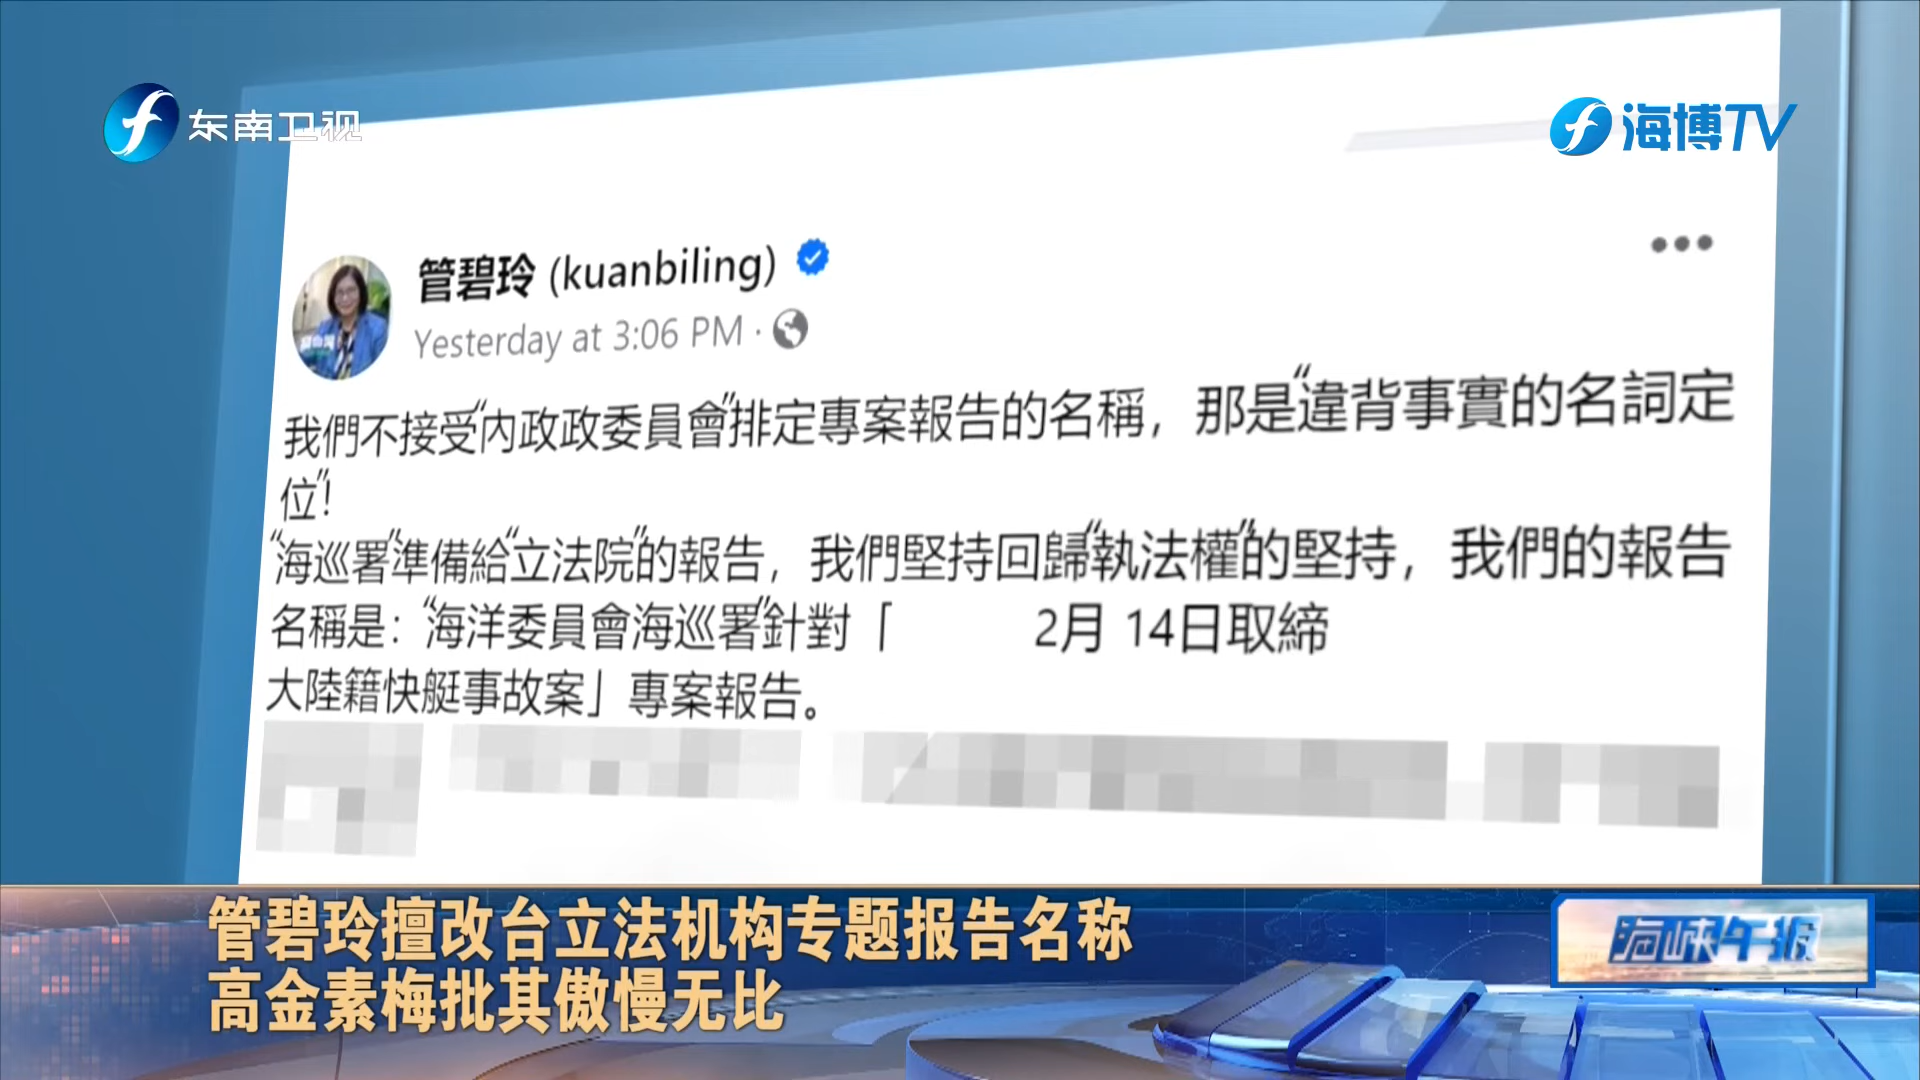 东南卫视
海博TV
管碧玲 (kuanbiling)
Yesterday at 3:06 PM ·
我們不接受“內政政委員會”排定專案報告的名稱，那是“違背事實的名詞定
位”！
“海巡署”準備給“立法院”的報告，我們堅持回歸“執法權”的堅持，我們的報告
名稱是：“海洋委員會海巡署”針對「 2月 14日取締
大陸籍快艇事故案」專案報告。
管碧玲擅改台立法机构专题报告名称
高金素梅批其傲慢无比
海峡午报